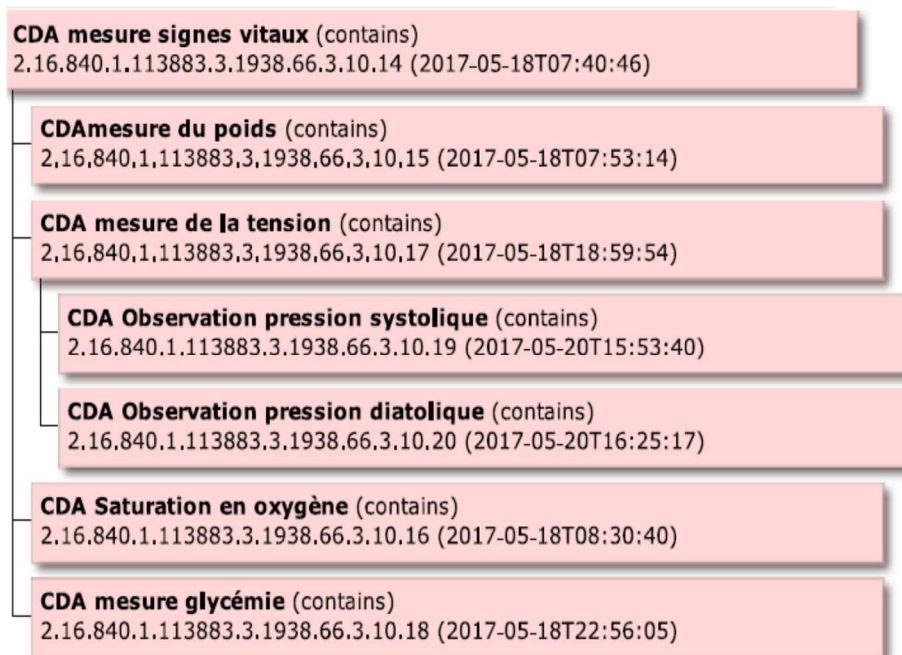 CDA mesure signes vitaux (contains)
2.16.840.1.113883.3.1938.66.3.10.14 (2017-05-18T07:40:46)
CDAmesure du poids (contains)
2.16.840.1.113883.3.1938.66.3.10.15 (2017-05-18T07:53:14)
CDA mesure de la tension (contains)
2.16.840.1.113883.3.1938.66.3.10.17 (2017-05-18T18:59:54)
CDA Observation pression systolique (contains)
2.16.840.1.113883.3.1938.66.3.10.19 (2017-05-20T15:53:40)
CDA Observation pression diatolique (contains)
2.16.840.1.113883.3.1938.66.3.10.20 (2017-05-20T16:25:17)
CDA Saturation en oxygène (contains)
2.16.840.1.113883.3.1938.66.3.10.16 (2017-05-18T08:30:40)
CDA mesure glycémie (contains)
2.16.840.1.113883.3.1938.66.3.10.18 (2017-05-18T22:56:05)